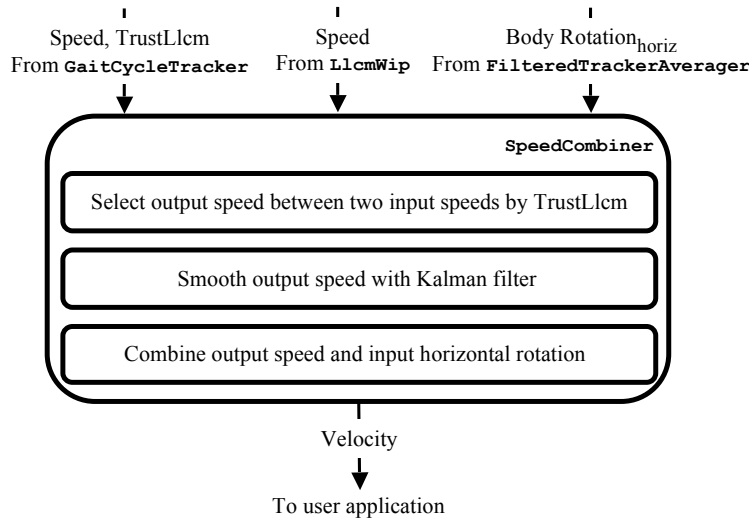 Speed, TrustLlcm
From GaitCycleTracker
Speed
From LlcmWip
Body Rotation_horiz
From FilteredTrackerAverager
SpeedCombiner
Select output speed between two input speeds by TrustLlcm
Smooth output speed with Kalman filter
Combine output speed and input horizontal rotation
Velocity
To user application